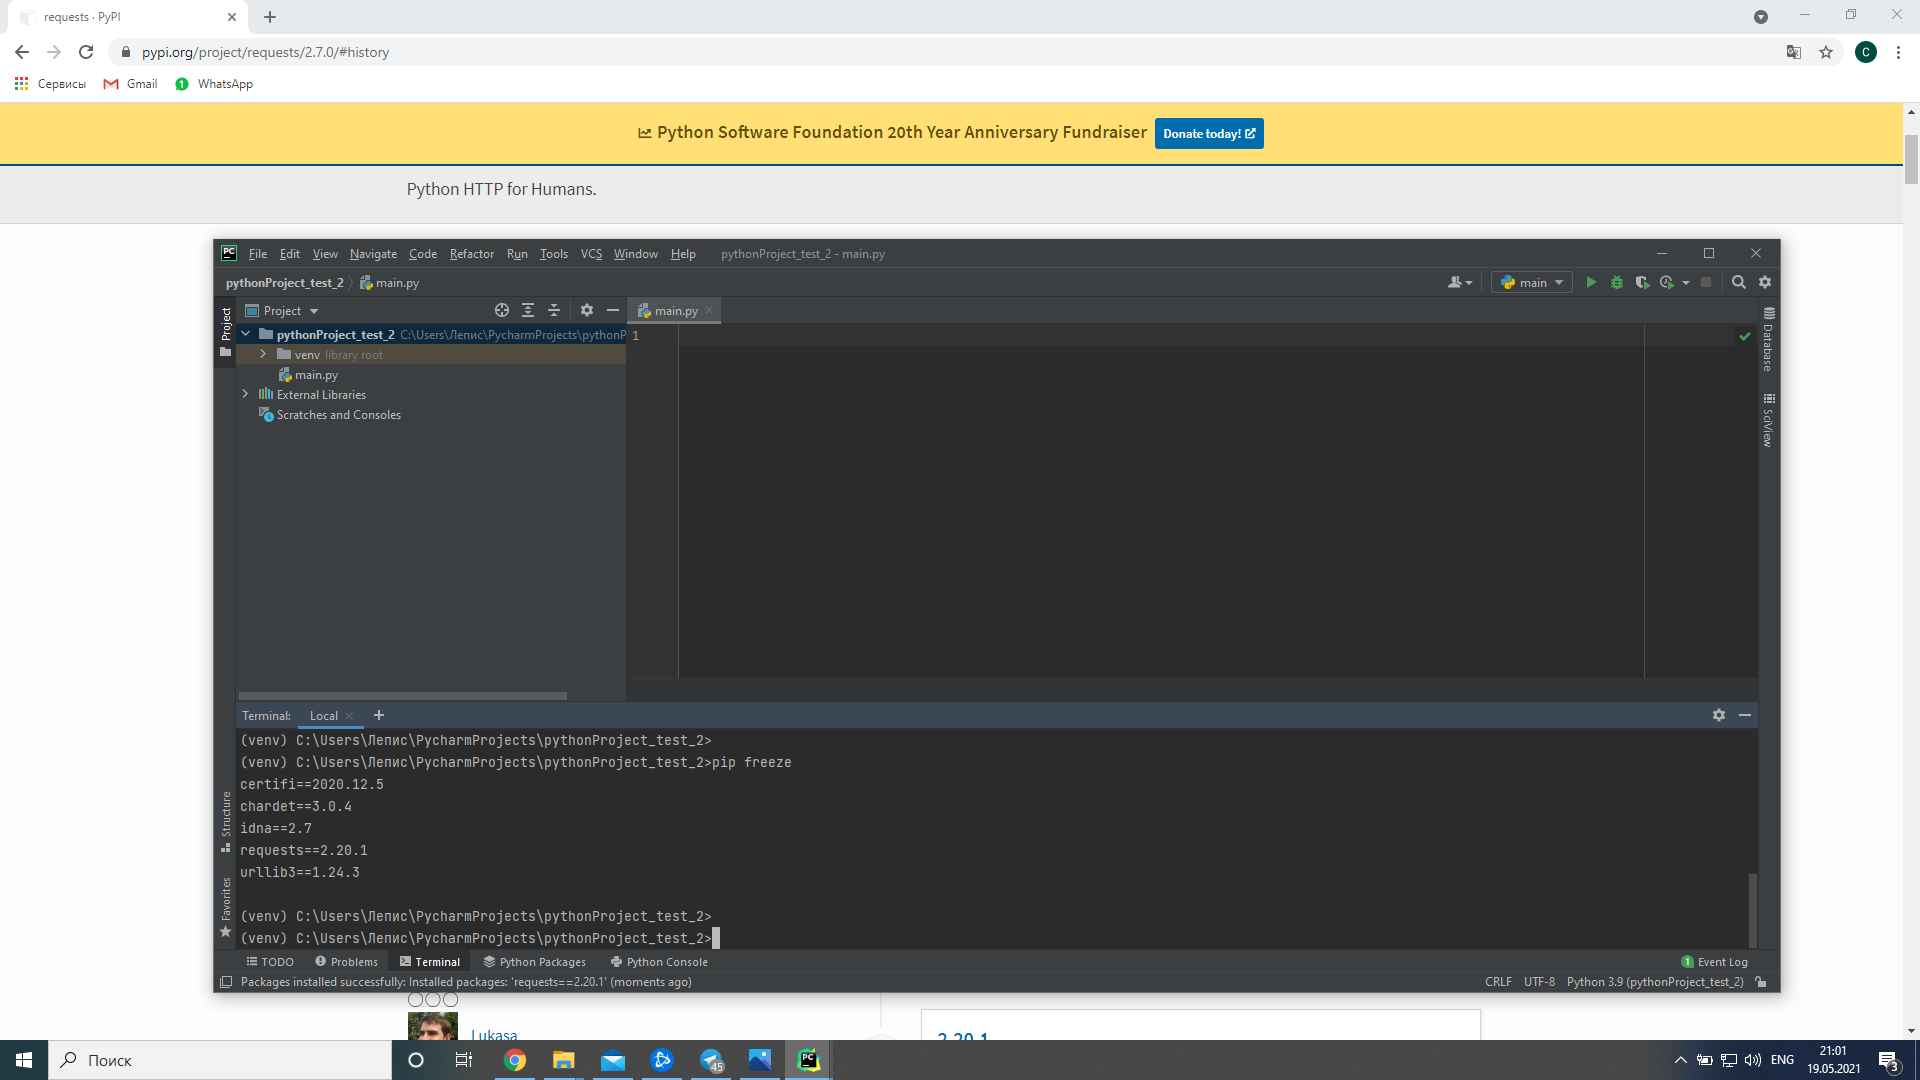 requests · PyPI
pypi.org/project/requests/2.7.0/#history
C
Сервисы Gmail 1 WhatsApp
Python Software Foundation 20th Year Anniversary Fundraiser Donate today!
Python HTTP for Humans.
PC File Edit View Navigate Code Refactor Run Tools VCS Window Help pythonProject_test_2 - main.py
pythonProject_test_2 main.py main
Project Project main.py
pythonProject_test_2 C:\Users\Лепис\PycharmProjects\pythonP 1
venv library root
main.py
External Libraries
Scratches and Consoles
Database
SciView
Terminal: Local
(venv) C:\Users\Лепис\PycharmProjects\pythonProject_test_2>
(venv) C:\Users\Лепис\PycharmProjects\pythonProject_test_2>pip freeze
certifi==2020.12.5
chardet==3.0.4
idna==2.7
requests==2.20.1
urllib3==1.24.3
Structure
Favorites
(venv) C:\Users\Лепис\PycharmProjects\pythonProject_test_2>
(venv) C:\Users\Лепис\PycharmProjects\pythonProject_test_2>
TODO Problems Terminal Python Packages Python Console 1 Event Log
Packages installed successfully: Installed packages: 'requests==2.20.1' (moments ago) CRLF UTF-8 Python 3.9 (pythonProject_test_2)
Lukasa 2.20.1
Поиск 45 PC ENG 21:01
19.05.2021 3